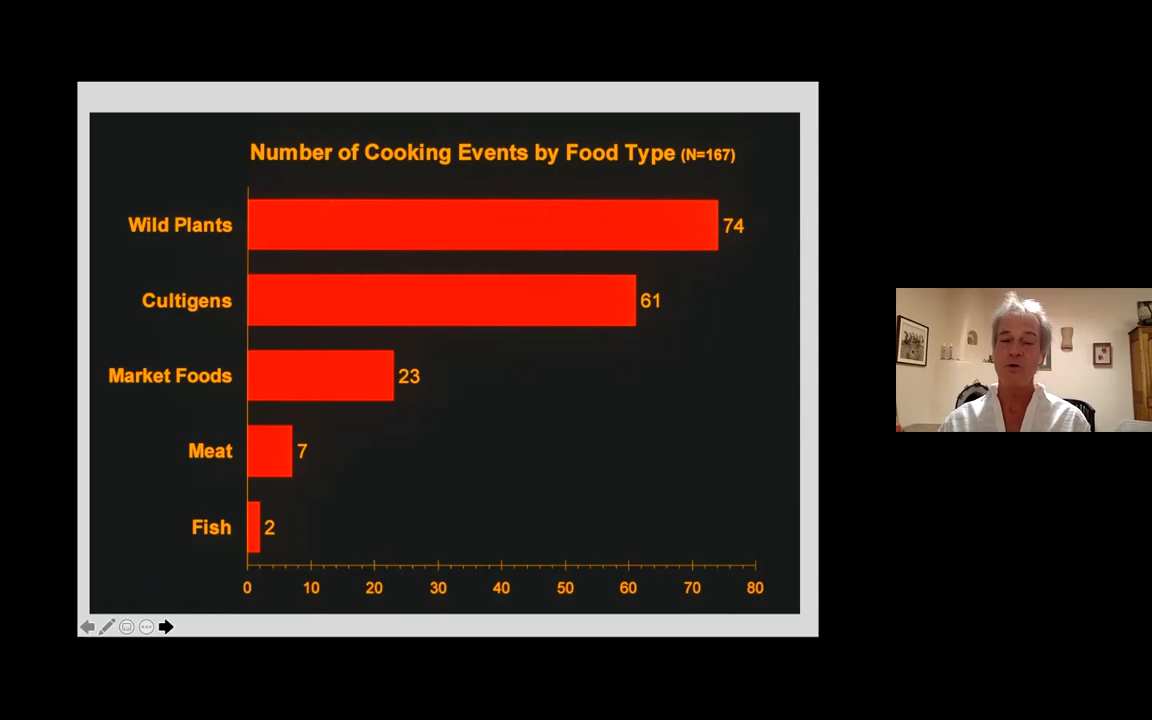 Number of Cooking Events by Food Type (N=167)
Wild Plants 74
Cultigens 61
Market Foods 23
Meat 7
Fish 2
0 10 20 30 40 50 60 70 80